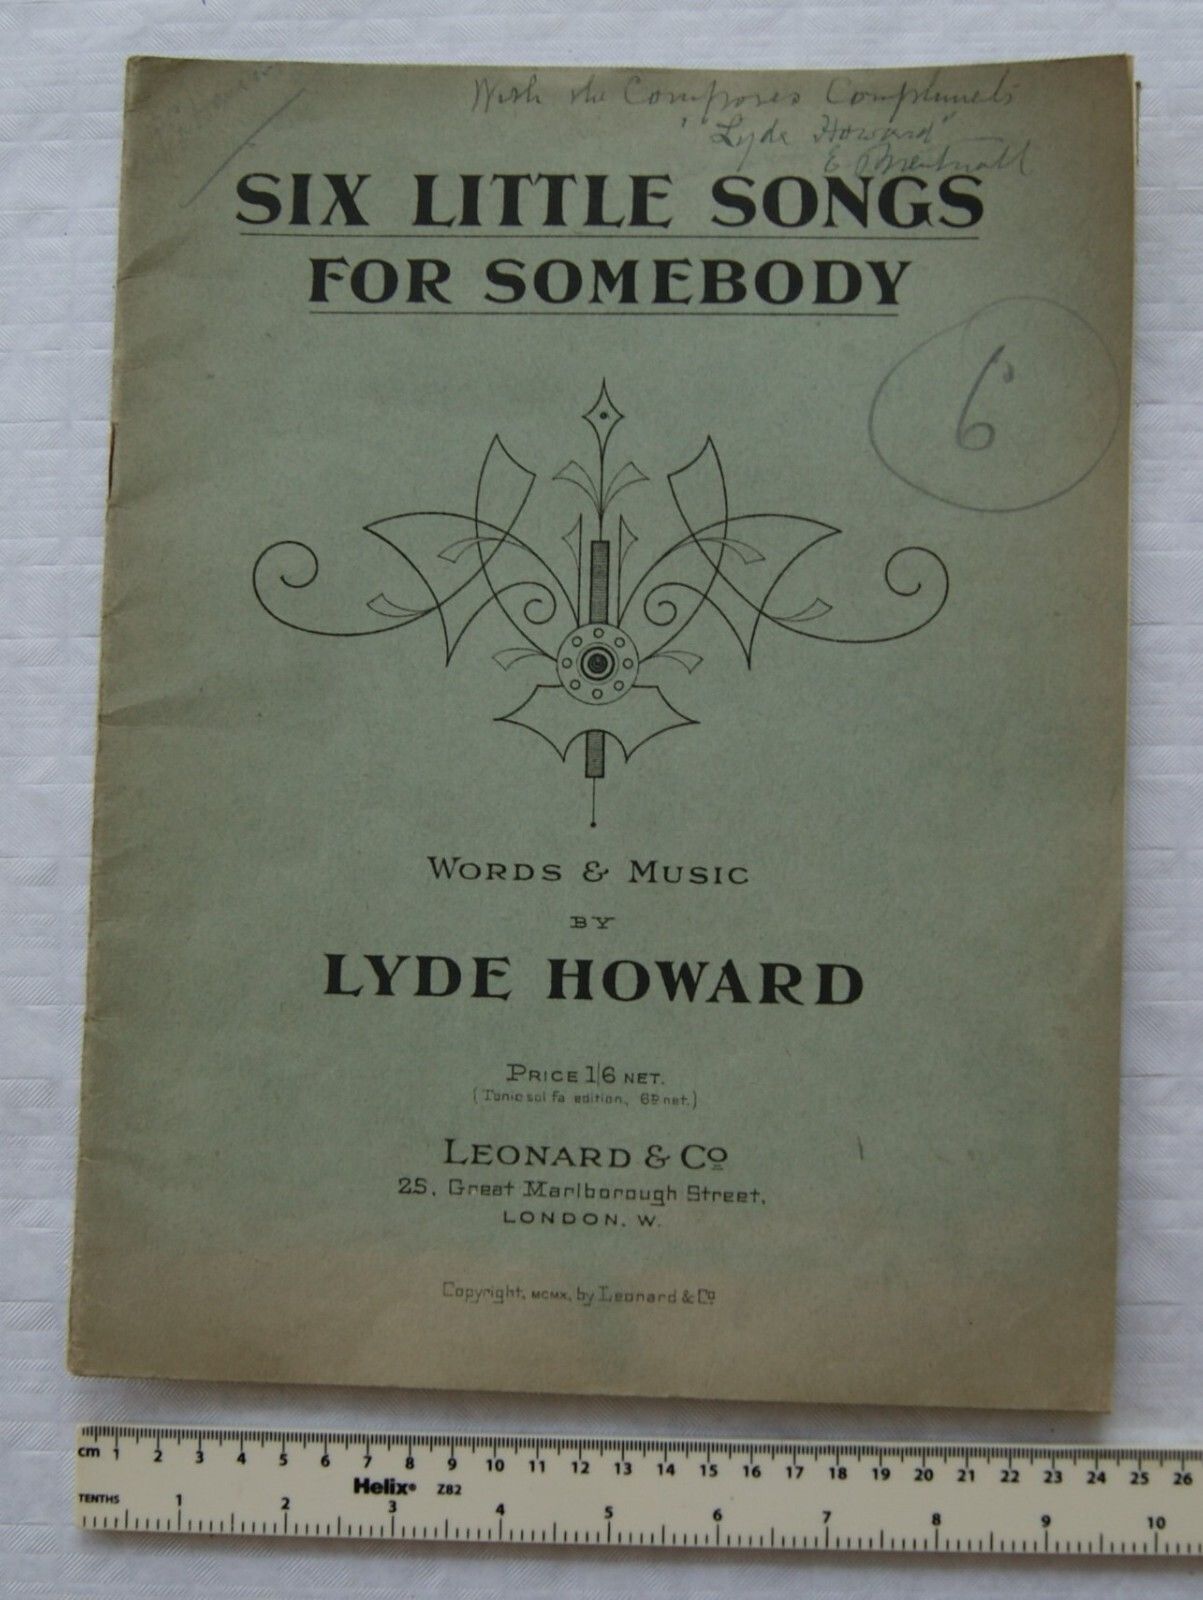 With the Composers Compliments
"Lyde Howard"
E
SIX LITTLE SONGS
FOR SOMEBODY
6
WORDS & MUSIC
BY
LYDE HOWARD
PRICE 1/6 NET.
(Tonic sol fa edition, 6D net.)
LEONARD & Co
25, Great Marlborough Street,
LONDON. W.
Copyright, MCMX, by Leonard & Co
cm 1 2 3 4 5 6 7 8 9 10 11 12 13 14 15 16 17 18 19 20 21 22 23 24 25 26
Helix® Z82
TENTHS 1 2 3 4 5 6 7 8 9 10